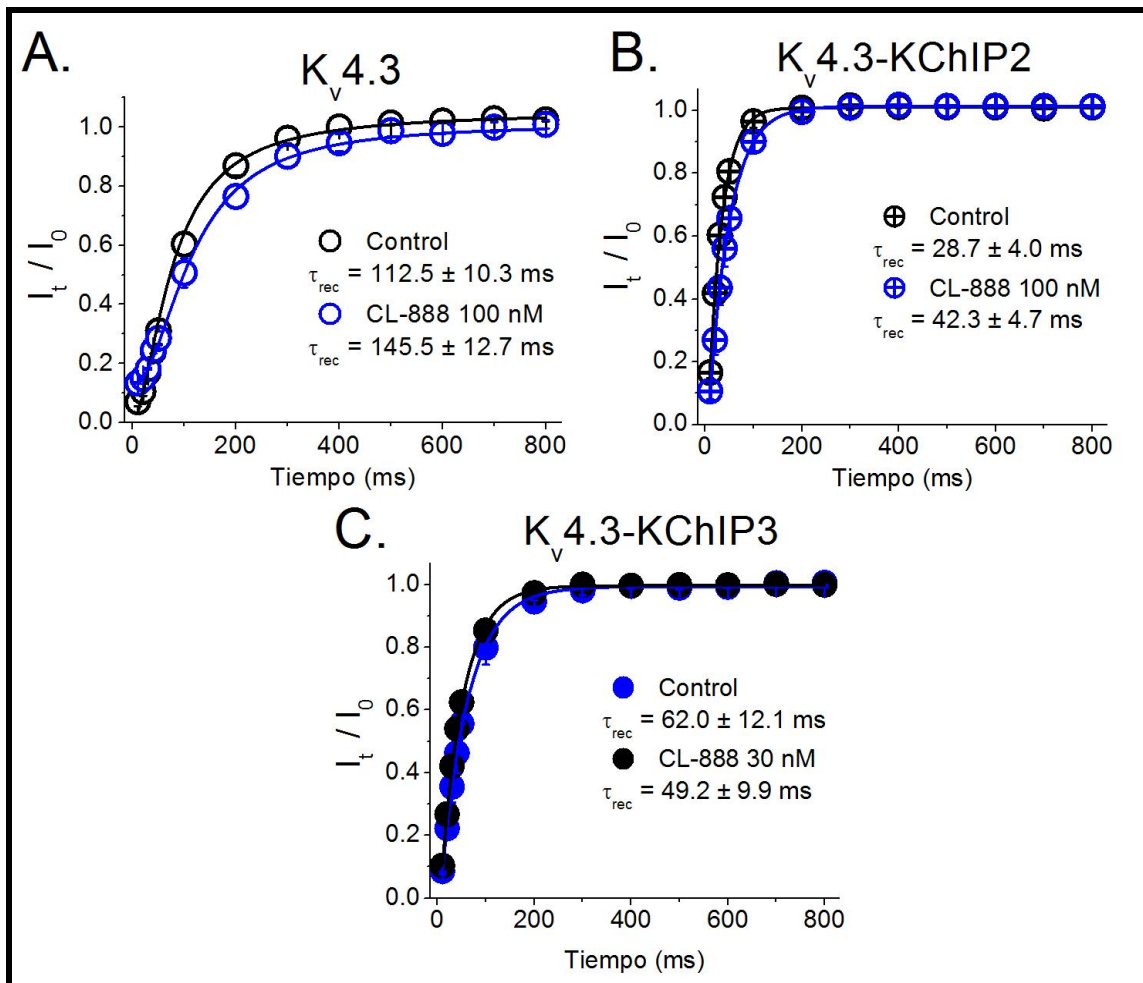 A.
Kv4.3
1.0
0.8
0.6
0.4
0.2
0.0
It / I0
Control
τrec = 112.5 ± 10.3 ms
CL-888 100 nM
τrec = 145.5 ± 12.7 ms
0 200 400 600 800
Tiempo (ms)
B.
Kv4.3-KChIP2
1.0
0.8
0.6
0.4
0.2
0.0
It / I0
Control
τrec = 28.7 ± 4.0 ms
CL-888 100 nM
τrec = 42.3 ± 4.7 ms
0 200 400 600 800
Tiempo (ms)
C.
Kv4.3-KChIP3
1.0
0.8
0.6
0.4
0.2
0.0
It / I0
Control
τrec = 62.0 ± 12.1 ms
CL-888 30 nM
τrec = 49.2 ± 9.9 ms
0 200 400 600 800
Tiempo (ms)